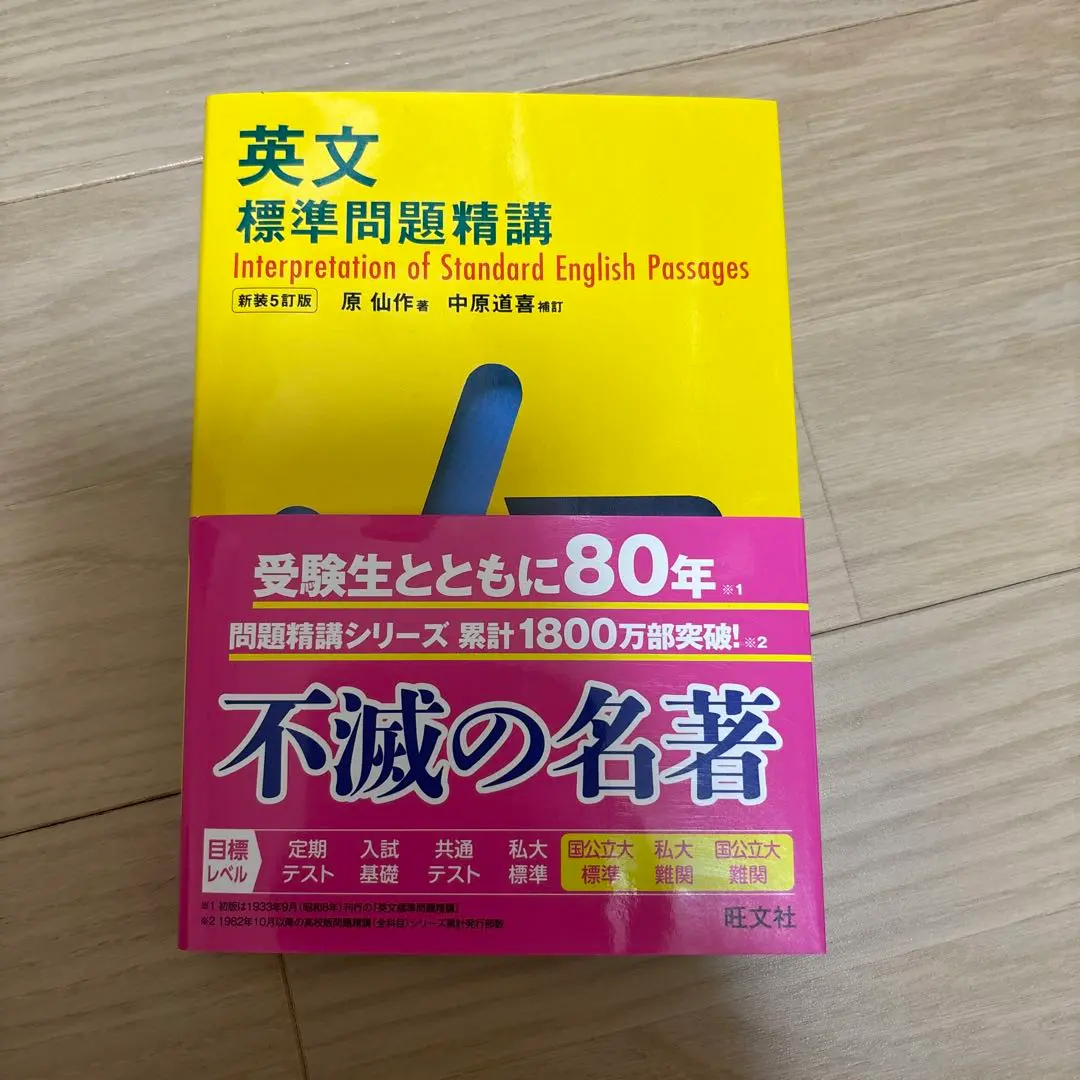 英文
標準問題精講
Interpretation of Standard English Passages
新装5訂版 原 仙作著 中原道喜補訂
受験生とともに80年※1
問題精講シリーズ 累計1800万部突破!※2
不滅の名著
目標レベル 定期テスト 入試基礎 共通テスト 私大標準 国公立大標準 私大難関 国公立大難関
※1 初版は1933年9月(昭和8年)刊行の「英文標準問題精講」
※2 1982年10月以降の高校版問題精講(全科目)シリーズ累計発行部数
旺文社